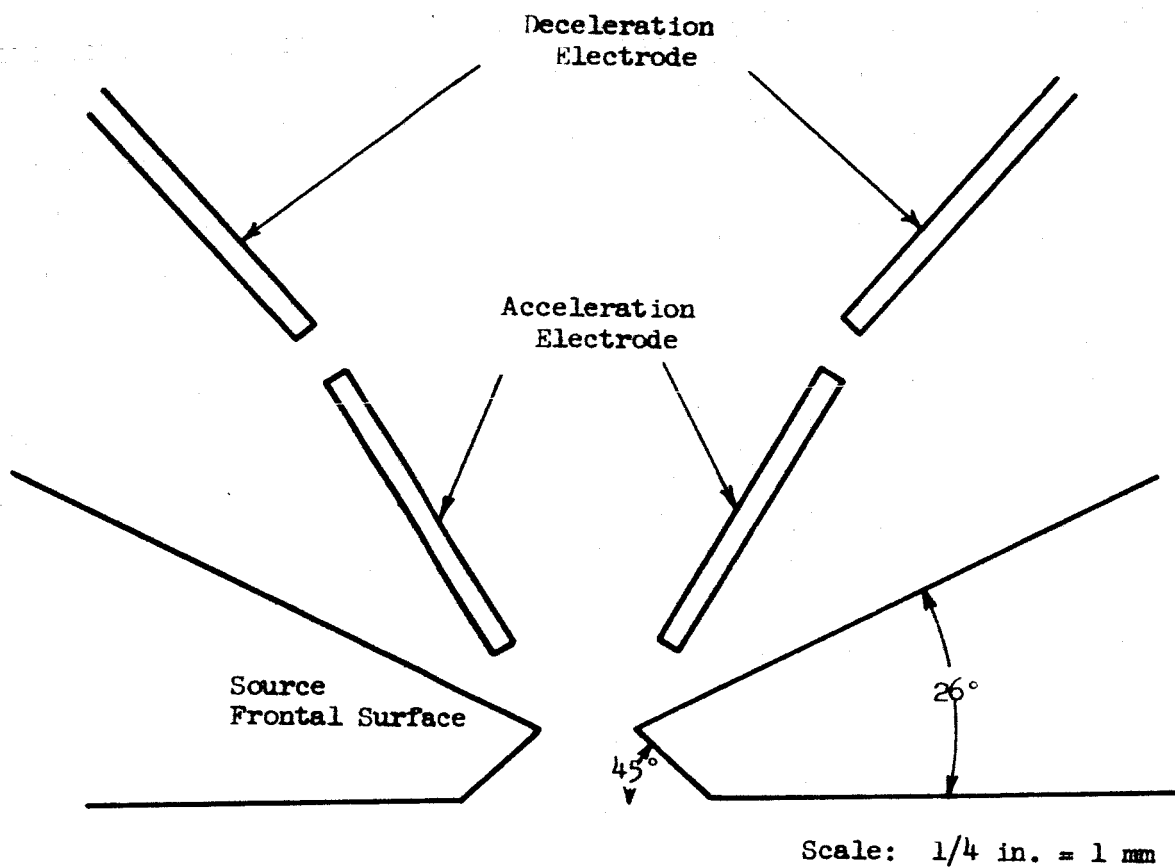 Deceleration
Electrode
Acceleration
Electrode
Source
Frontal Surface
26°
45°
Scale: 1/4 in. = 1 mm